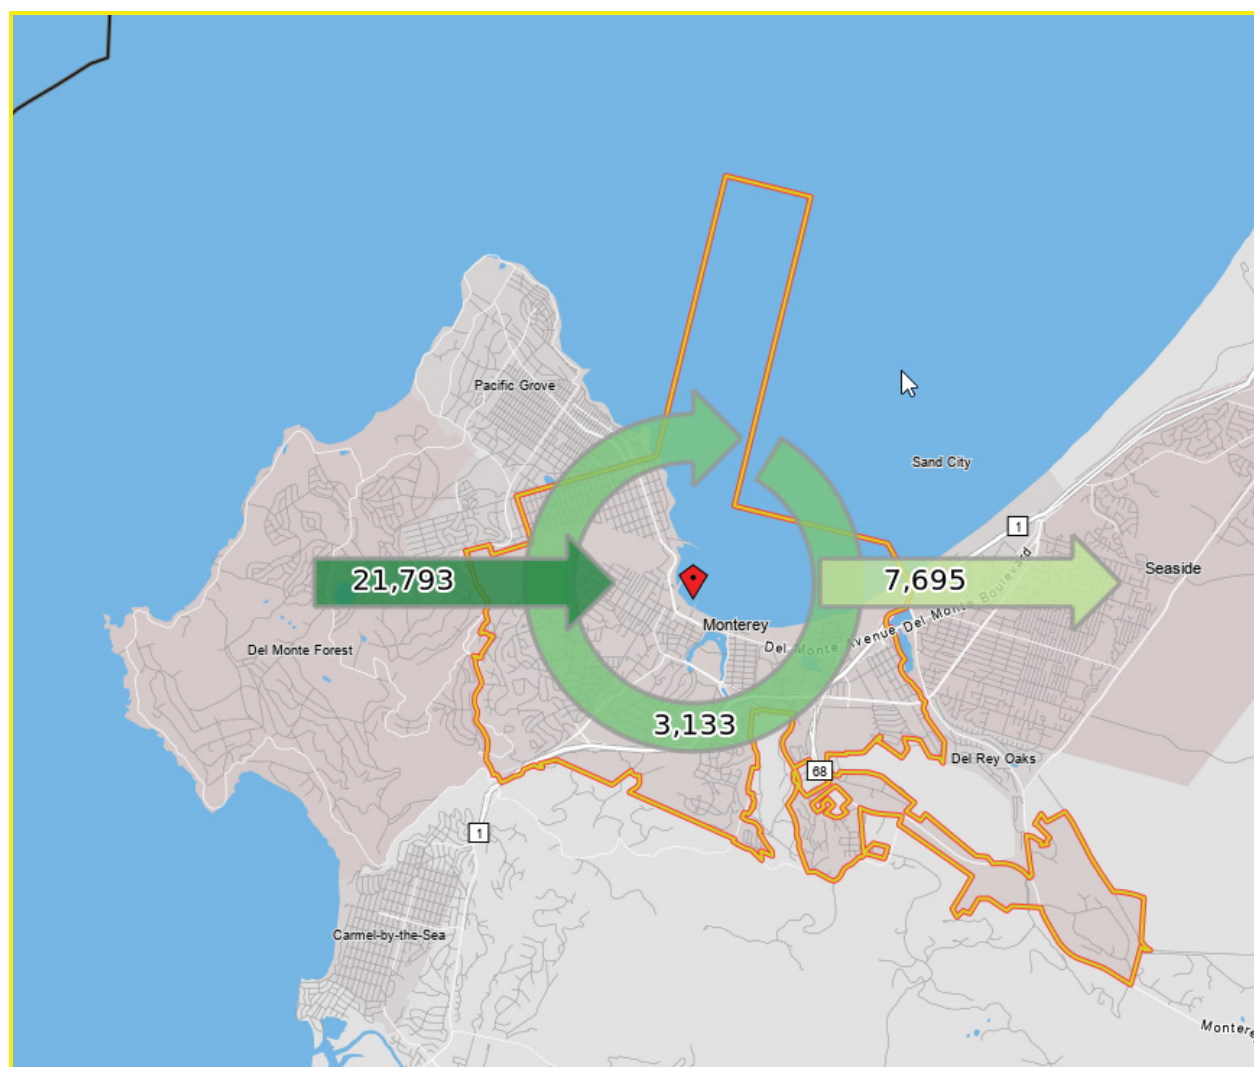 Pacific Grove
Sand City
1
21,793
7,695
Seaside
Monterey
Del Monte Avenue
Del Monte Boulevard
Del Monte Forest
3,133
Del Rey Oaks
68
1
Carmel-by-the-Sea